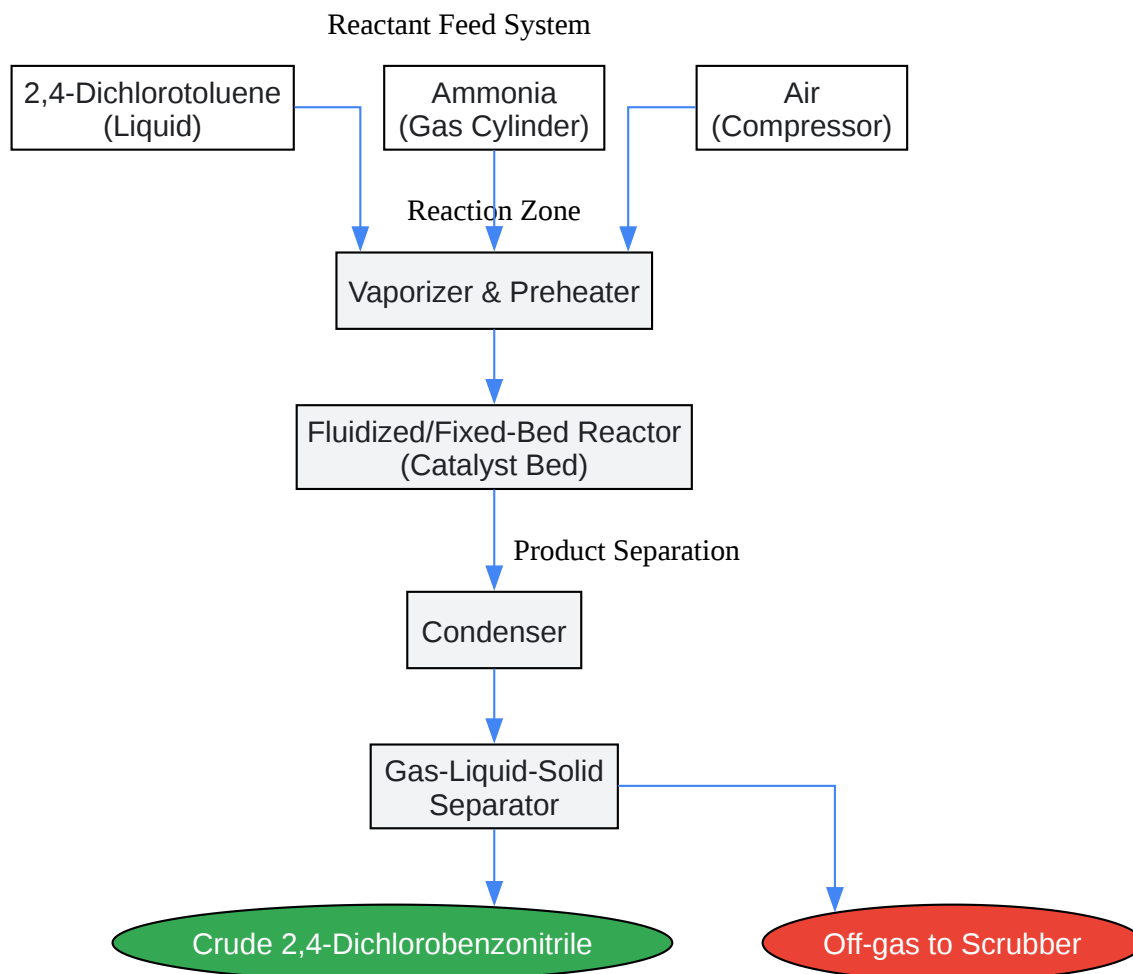 Reactant Feed System
2,4-Dichlorotoluene
(Liquid)
Ammonia
(Gas Cylinder)
Air
(Compressor)
Reaction Zone
Vaporizer & Preheater
Fluidized/Fixed-Bed Reactor
(Catalyst Bed)
Product Separation
Condenser
Gas-Liquid-Solid
Separator
Crude 2,4-Dichlorobenzonitrile
Off-gas to Scrubber